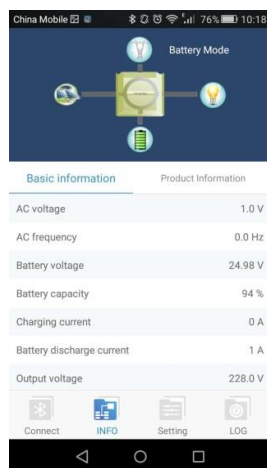 China Mobile 76% 10:18
Battery Mode
Basic information Product Information
AC voltage 1.0 V
AC frequency 0.0 Hz
Battery voltage 24.98 V
Battery capacity 94 %
Charging current 0 A
Battery discharge current 1 A
Output voltage 228.0 V
Connect INFO Setting LOG